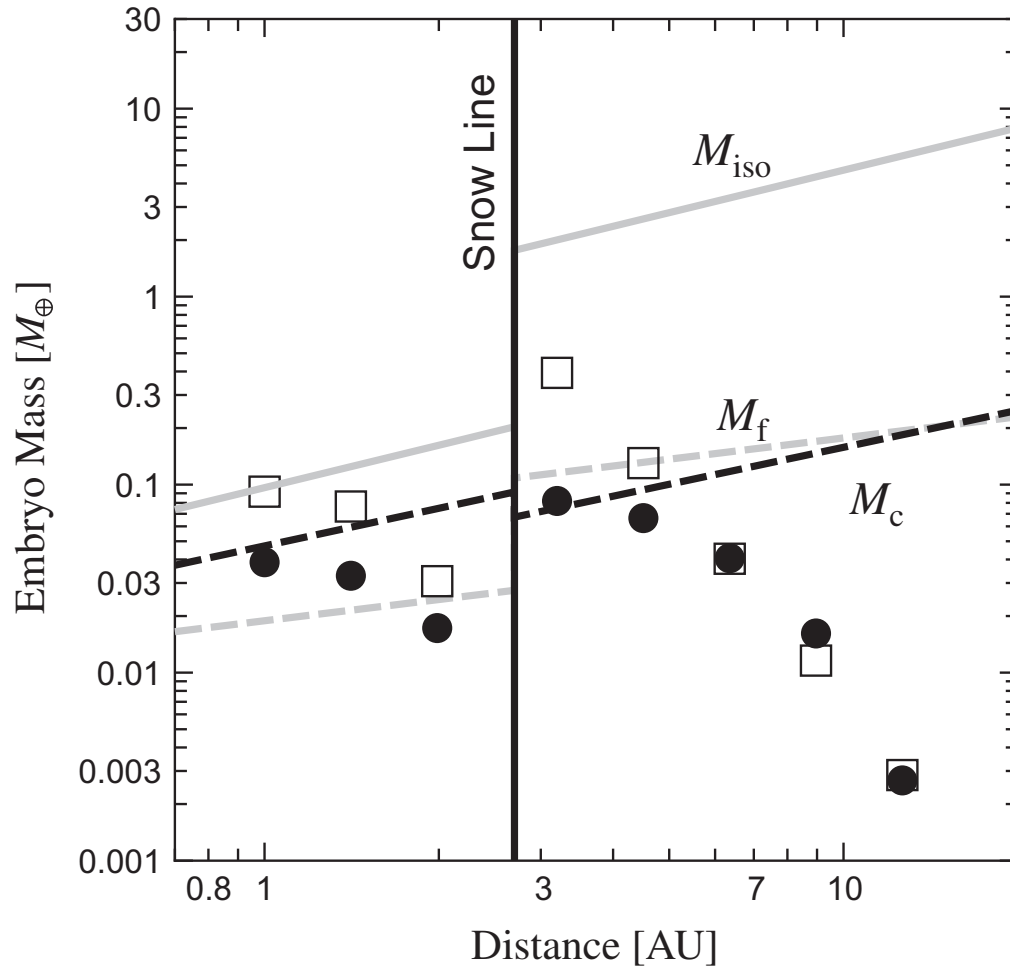 30
10
3
1
0.3
0.1
0.03
0.01
0.003
0.001
Embryo Mass [M⊕]
Snow Line
Miso
Mf
Mc
0.8 1 3 7 10
Distance [AU]